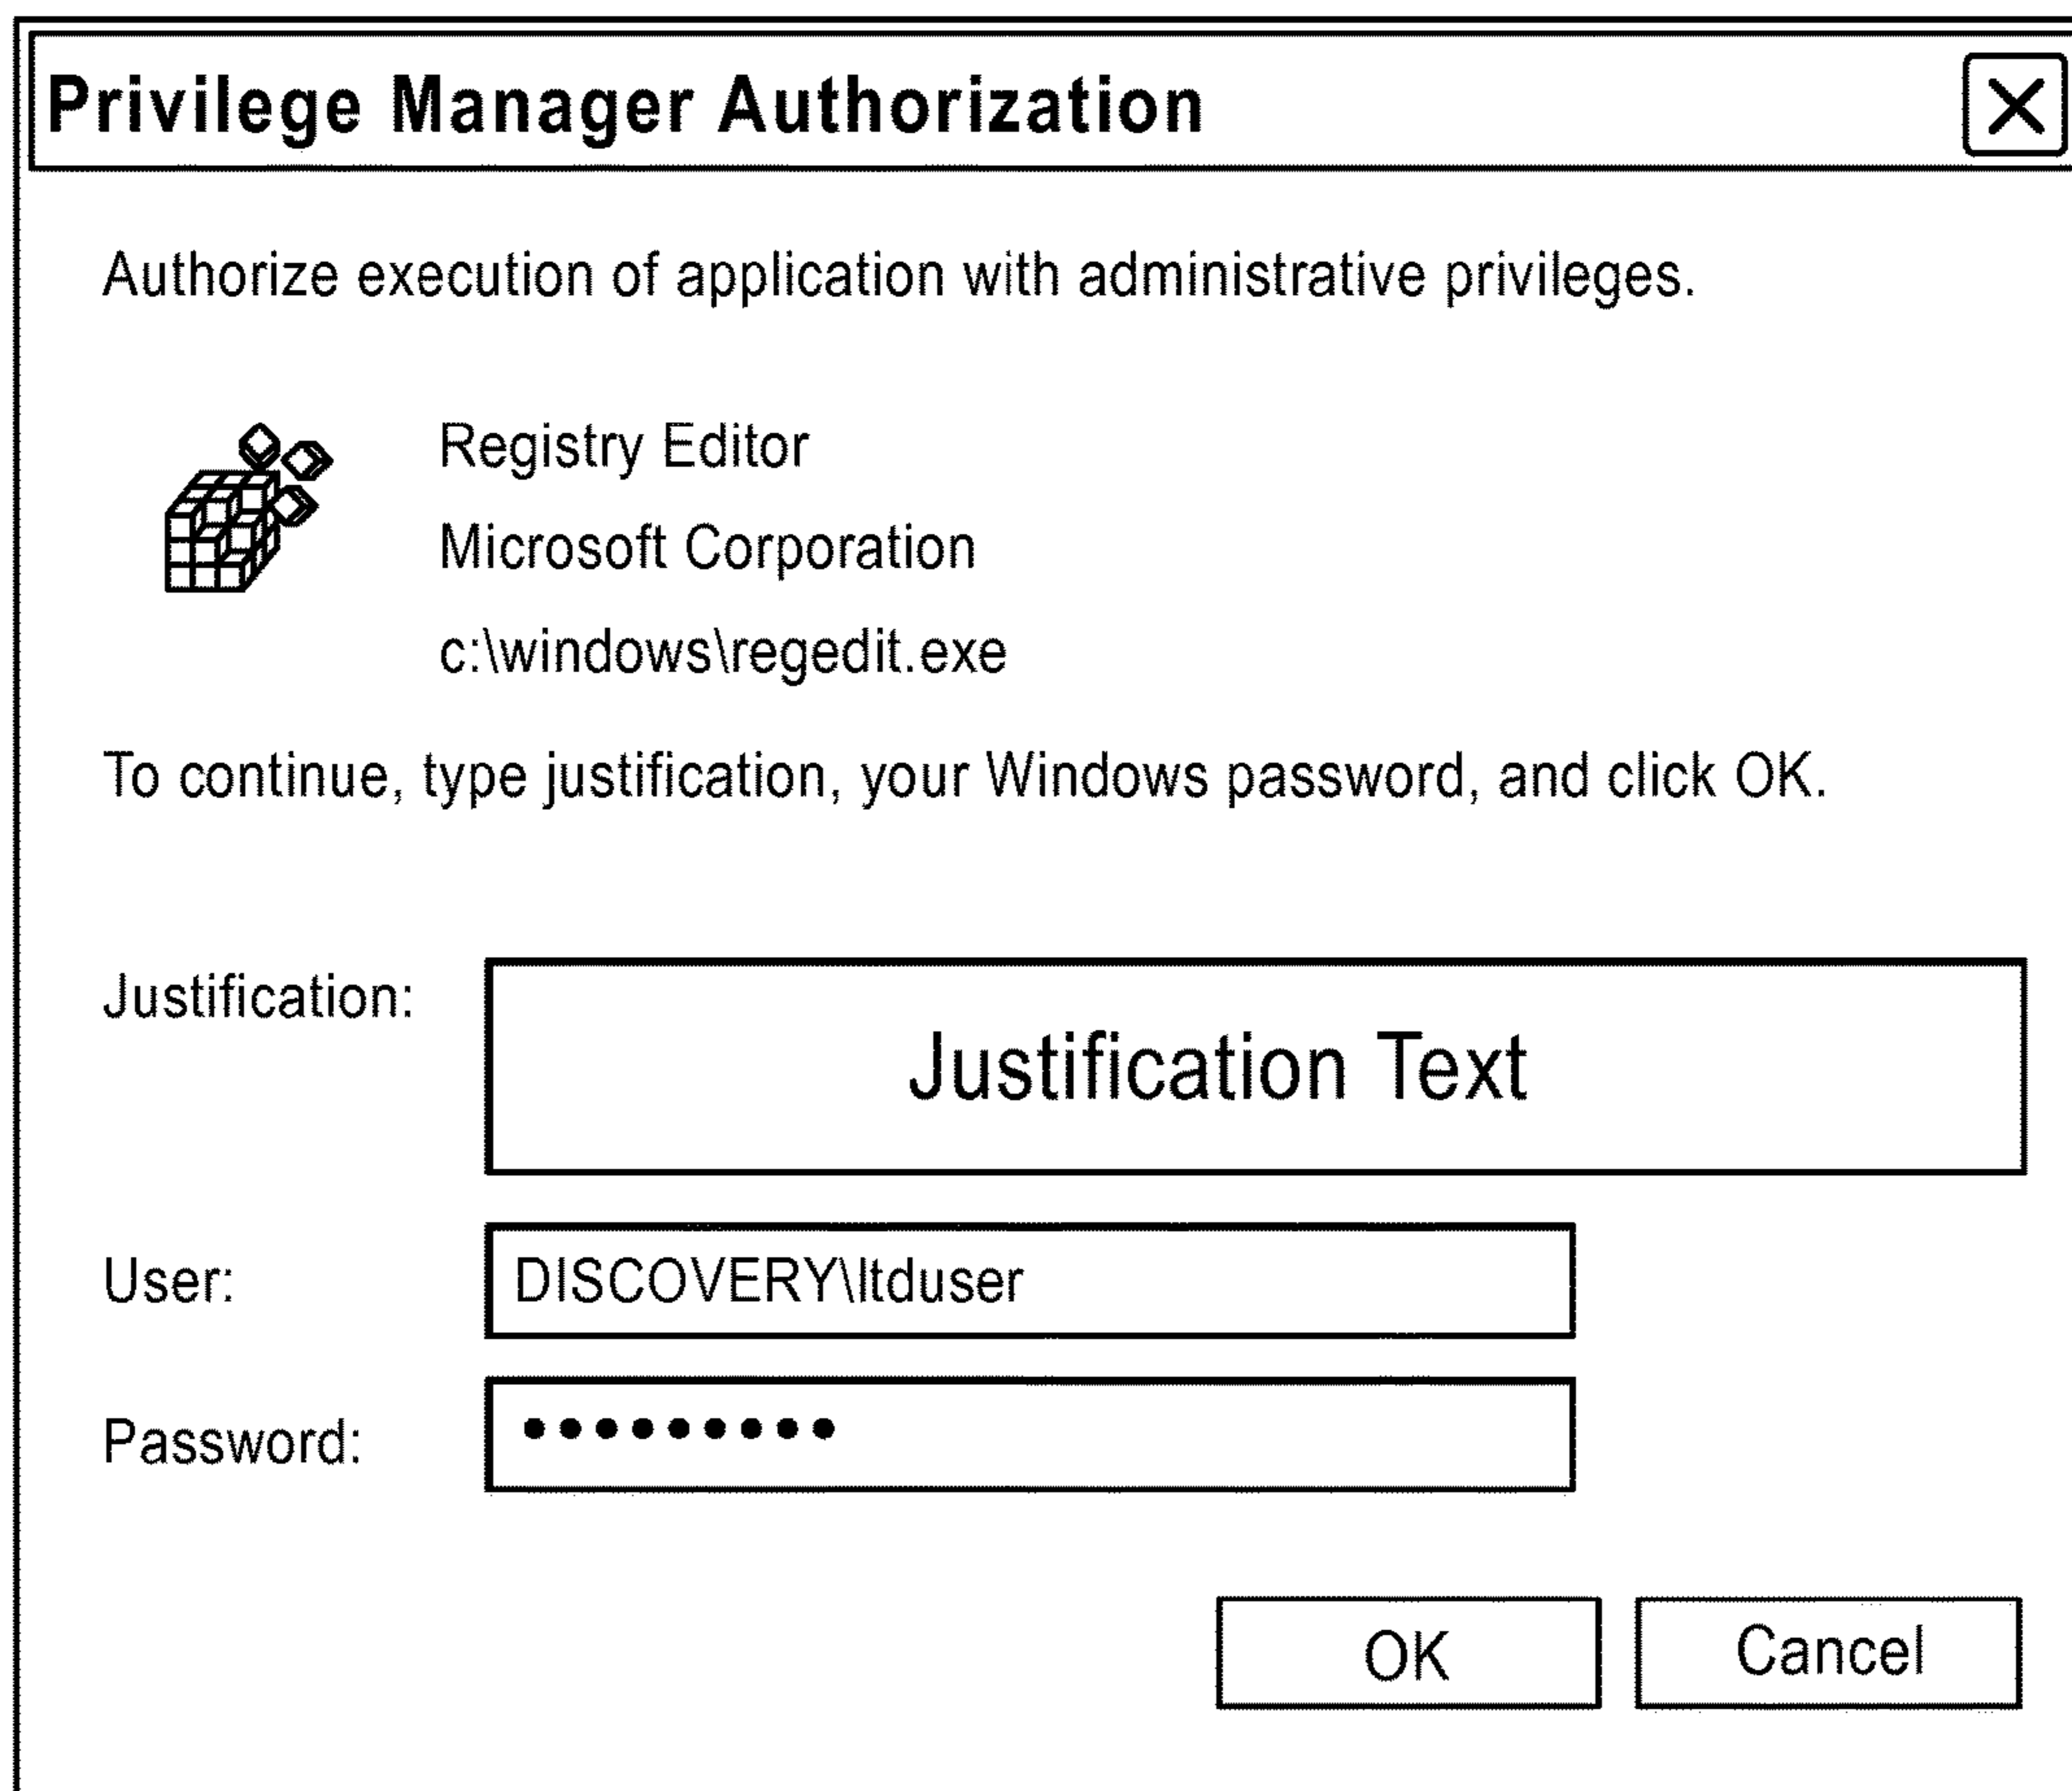 Privilege Manager Authorization
Authorize execution of application with administrative privileges.
Registry Editor
Microsoft Corporation
c:\windows\regedit.exe
To continue, type justification, your Windows password, and click OK.
Justification:
Justification Text
User:
DISCOVERY\ltduser
Password:
•••••••••
OK
Cancel